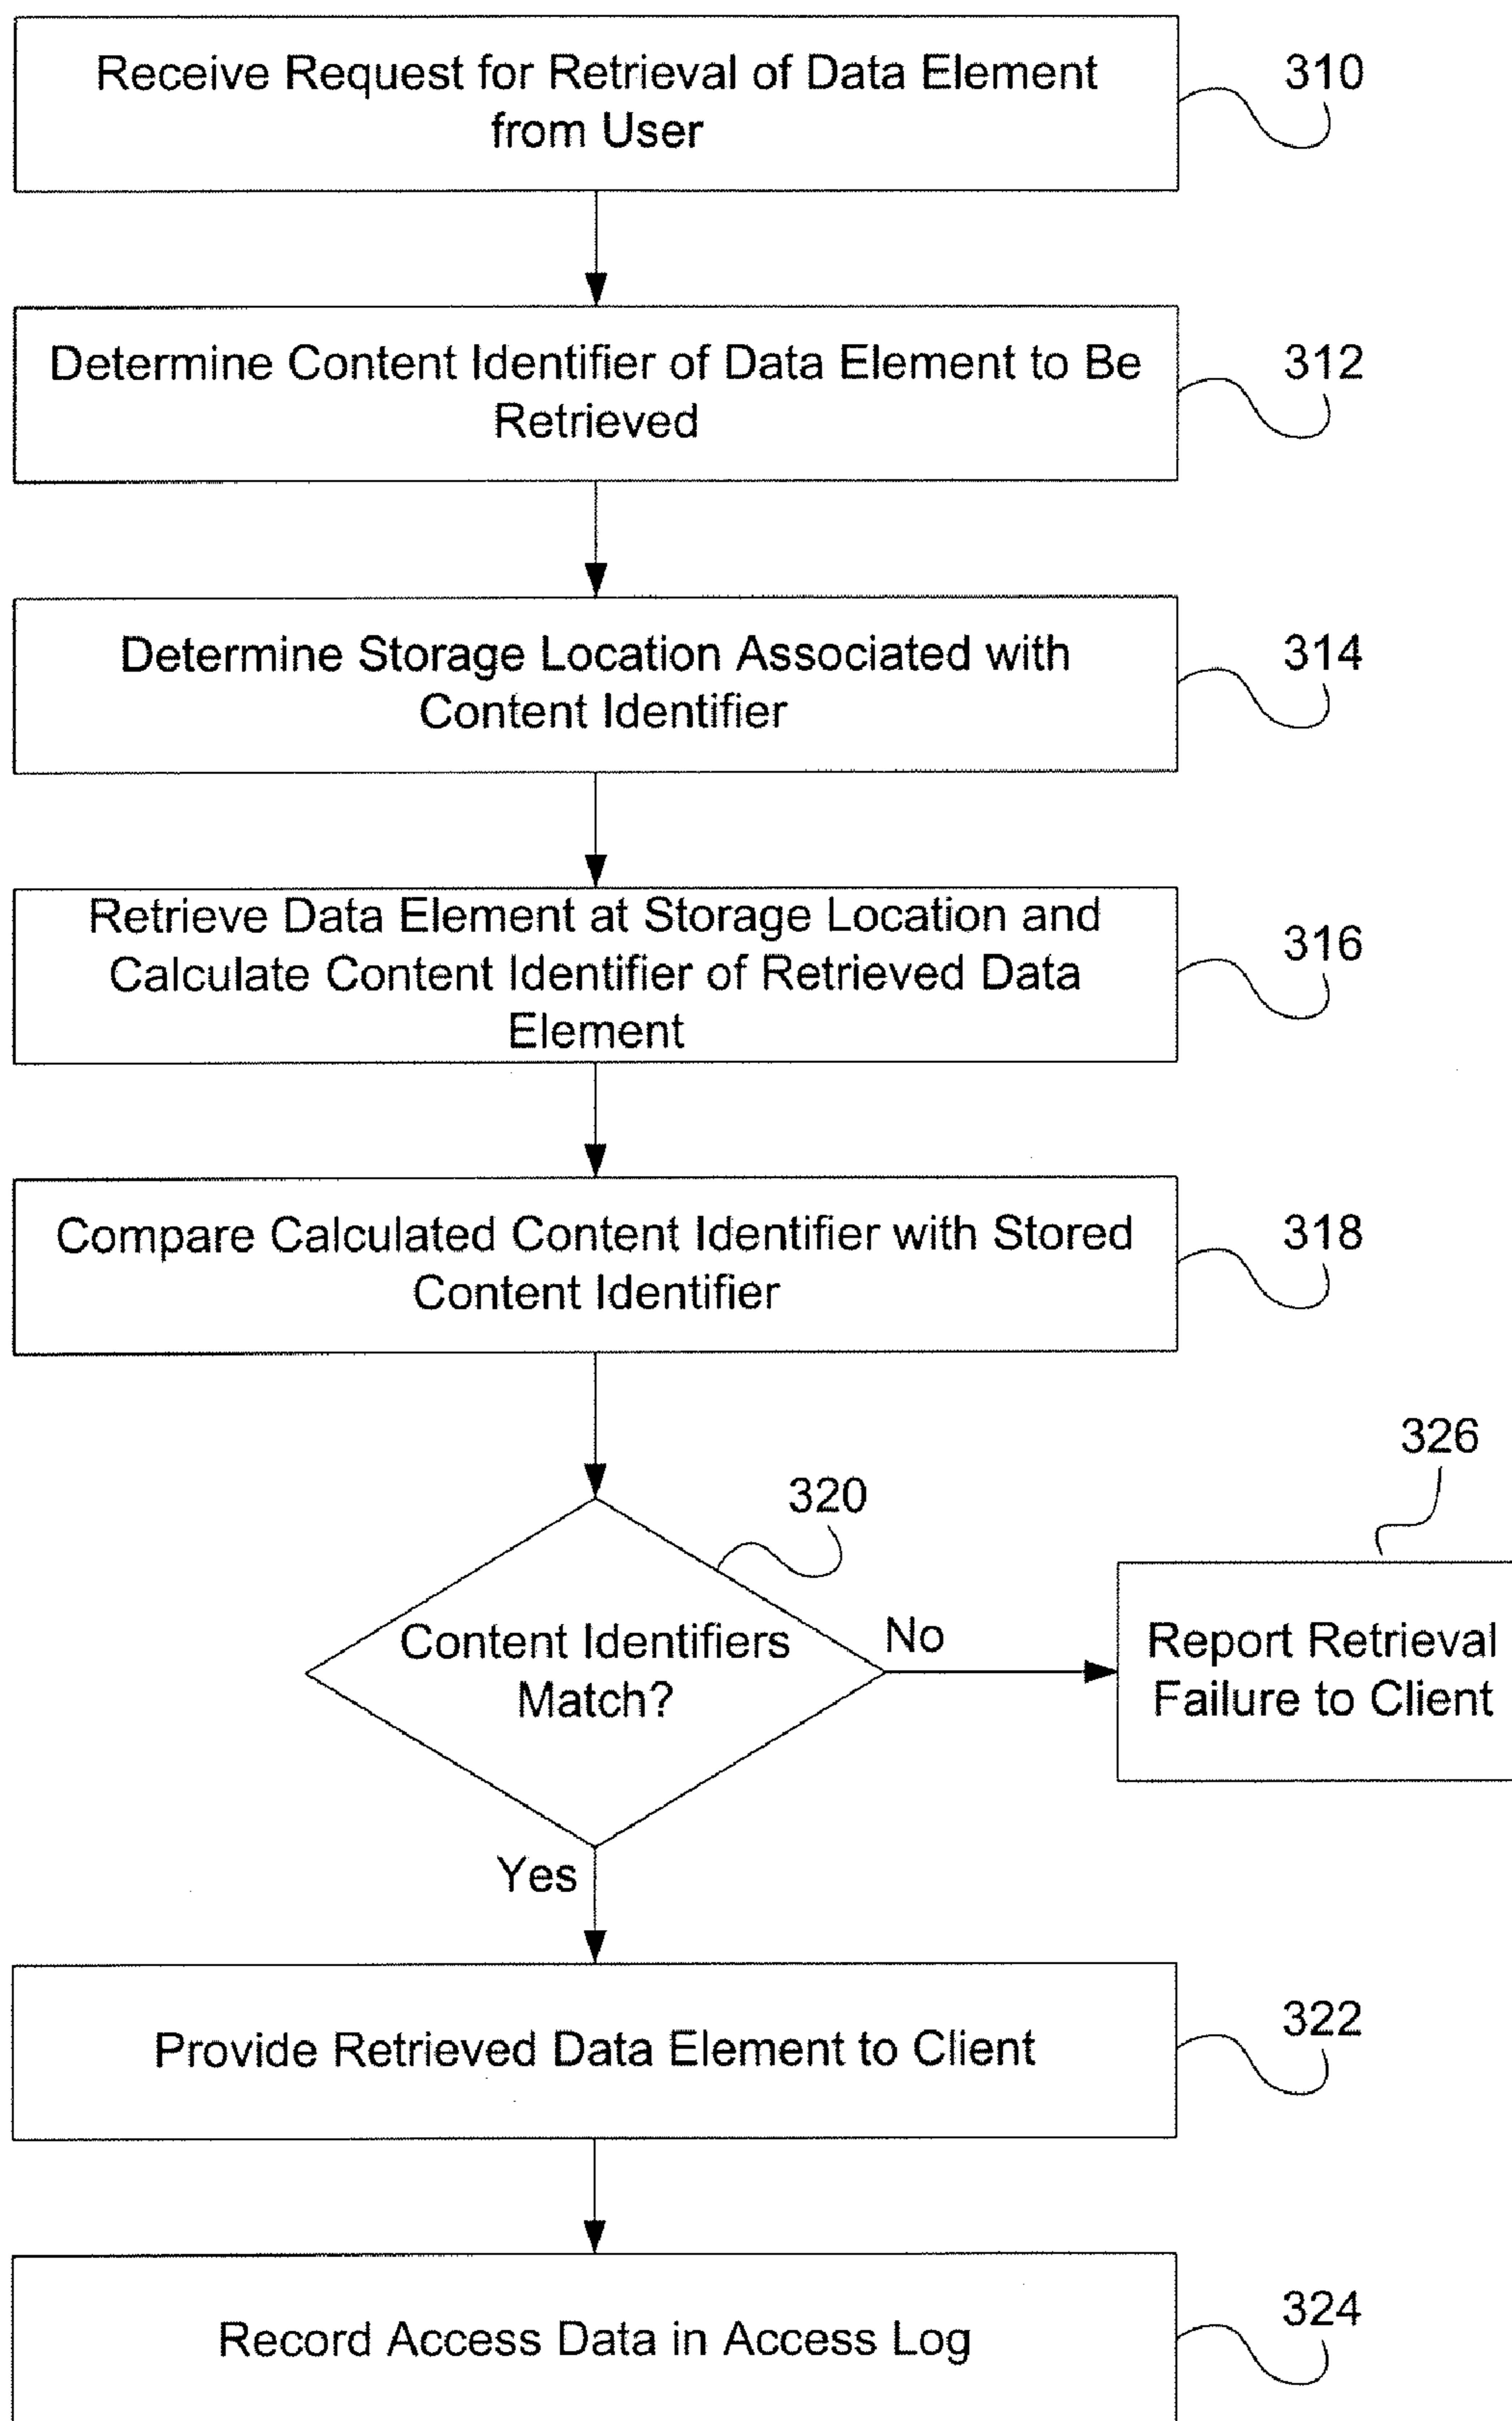 Receive Request for Retrieval of Data Element
from User
310
Determine Content Identifier of Data Element to Be
Retrieved
312
Determine Storage Location Associated with
Content Identifier
314
Retrieve Data Element at Storage Location and
Calculate Content Identifier of Retrieved Data
Element
316
Compare Calculated Content Identifier with Stored
Content Identifier
318
326
320
Content Identifiers
Match?
No
Report Retrieval
Failure to Client
Yes
Provide Retrieved Data Element to Client
322
Record Access Data in Access Log
324